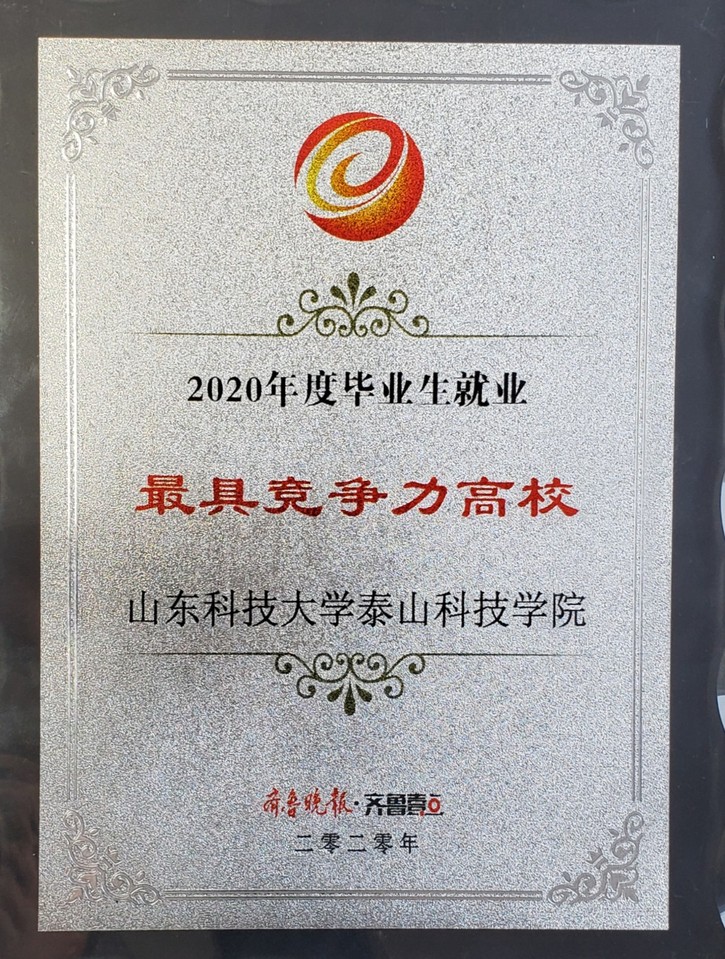 2020年度毕业生就业
最具竞争力高校
山东科技大学泰山科技学院
齐鲁晚报·齐鲁壹点
二零二零年